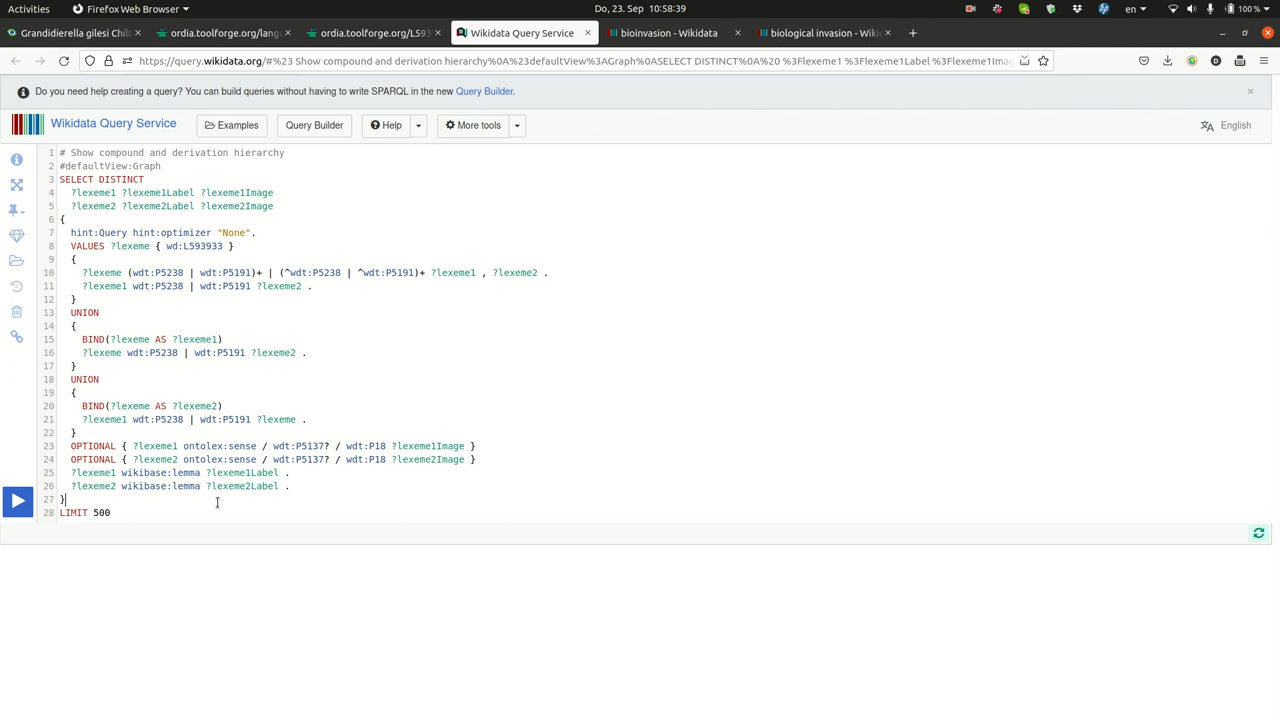 Activities Firefox Web Browser Do, 23. Sep 10:58:39 en 100 %
Grandidierella gilesi Chilt ordia.toolforge.org/langu ordia.toolforge.org/L593 Wikidata Query Service bioinvasion - Wikidata biological invasion - Wikid
https://query.wikidata.org/#%23 Show compound and derivation hierarchy%0A%23defaultView%3AGraph%0ASELECT DISTINCT%0A%20 %3Flexeme1 %3Flexeme1Label %3Flexeme1Imag
Do you need help creating a query? You can build queries without having to write SPARQL in the new Query Builder.
Wikidata Query Service Examples Query Builder Help More tools English
1 # Show compound and derivation hierarchy
2 #defaultView:Graph
3 SELECT DISTINCT
4 ?lexeme1 ?lexeme1Label ?lexeme1Image
5 ?lexeme2 ?lexeme2Label ?lexeme2Image
6 {
7 hint:Query hint:optimizer "None".
8 VALUES ?lexeme { wd:L593933 }
9 {
10 ?lexeme (wdt:P5238 | wdt:P5191)+ | (^wdt:P5238 | ^wdt:P5191)+ ?lexeme1 , ?lexeme2 .
11 ?lexeme1 wdt:P5238 | wdt:P5191 ?lexeme2 .
12 }
13 UNION
14 {
15 BIND(?lexeme AS ?lexeme1)
16 ?lexeme wdt:P5238 | wdt:P5191 ?lexeme2 .
17 }
18 UNION
19 {
20 BIND(?lexeme AS ?lexeme2)
21 ?lexeme1 wdt:P5238 | wdt:P5191 ?lexeme .
22 }
23 OPTIONAL { ?lexeme1 ontolex:sense / wdt:P5137? / wdt:P18 ?lexeme1Image }
24 OPTIONAL { ?lexeme2 ontolex:sense / wdt:P5137? / wdt:P18 ?lexeme2Image }
25 ?lexeme1 wikibase:lemma ?lexeme1Label .
26 ?lexeme2 wikibase:lemma ?lexeme2Label .
27 }
28 LIMIT 500